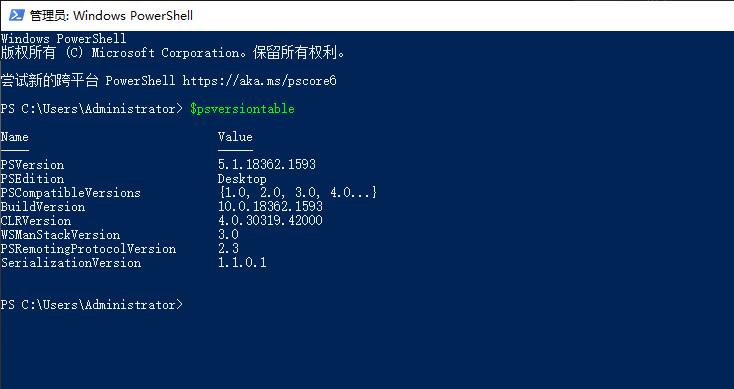 管理员: Windows PowerShell
Windows PowerShell
版权所有 (C) Microsoft Corporation。保留所有权利。
尝试新的跨平台 PowerShell https://aka.ms/pscore6
PS C:\Users\Administrator> $psversiontable
Name                           Value
----                           -----
PSVersion                      5.1.18362.1593
PSEdition                      Desktop
PSCompatibleVersions           {1.0, 2.0, 3.0, 4.0...}
BuildVersion                   10.0.18362.1593
CLRVersion                     4.0.30319.42000
WSManStackVersion              3.0
PSRemotingProtocolVersion      2.3
SerializationVersion           1.1.0.1
PS C:\Users\Administrator>